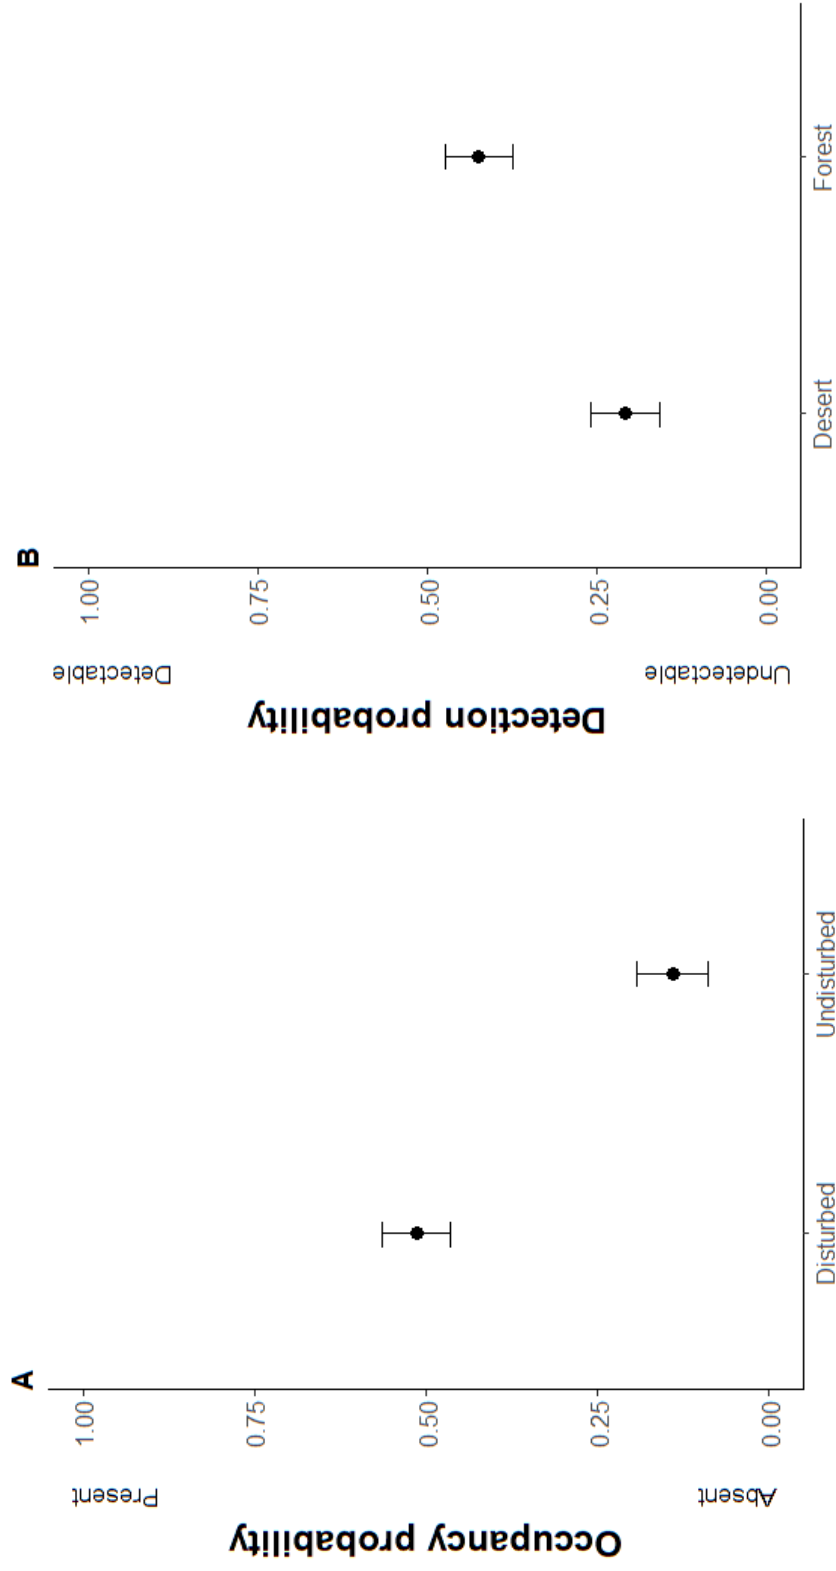 A
Occupancy probability
Present
Absent
1.00
0.75
0.50
0.25
0.00
Disturbed
Undisturbed
B
Detection probability
Detectable
Undetectable
1.00
0.75
0.50
0.25
0.00
Desert
Forest